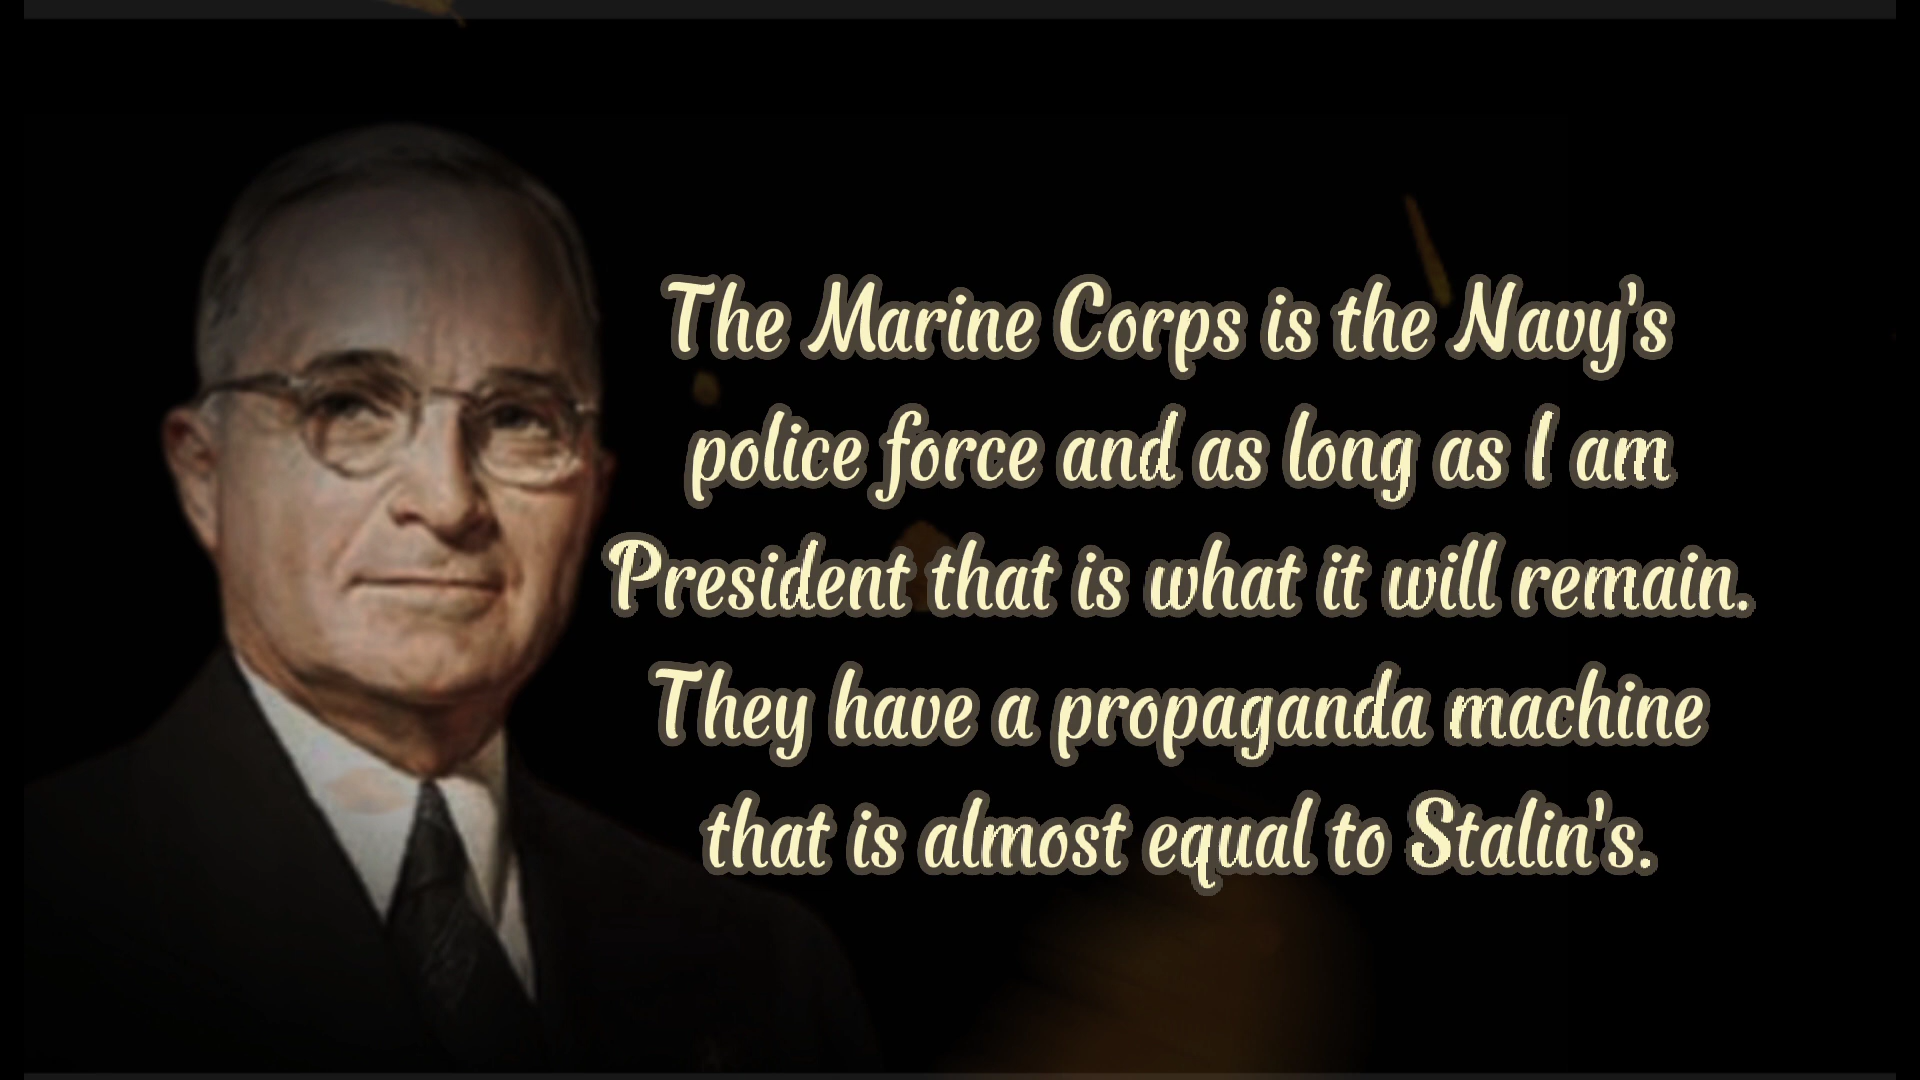 The Marine Corps is the Navy's
police force and as long as I am
President that is what it will remain.
They have a propaganda machine
that is almost equal to Stalin's.